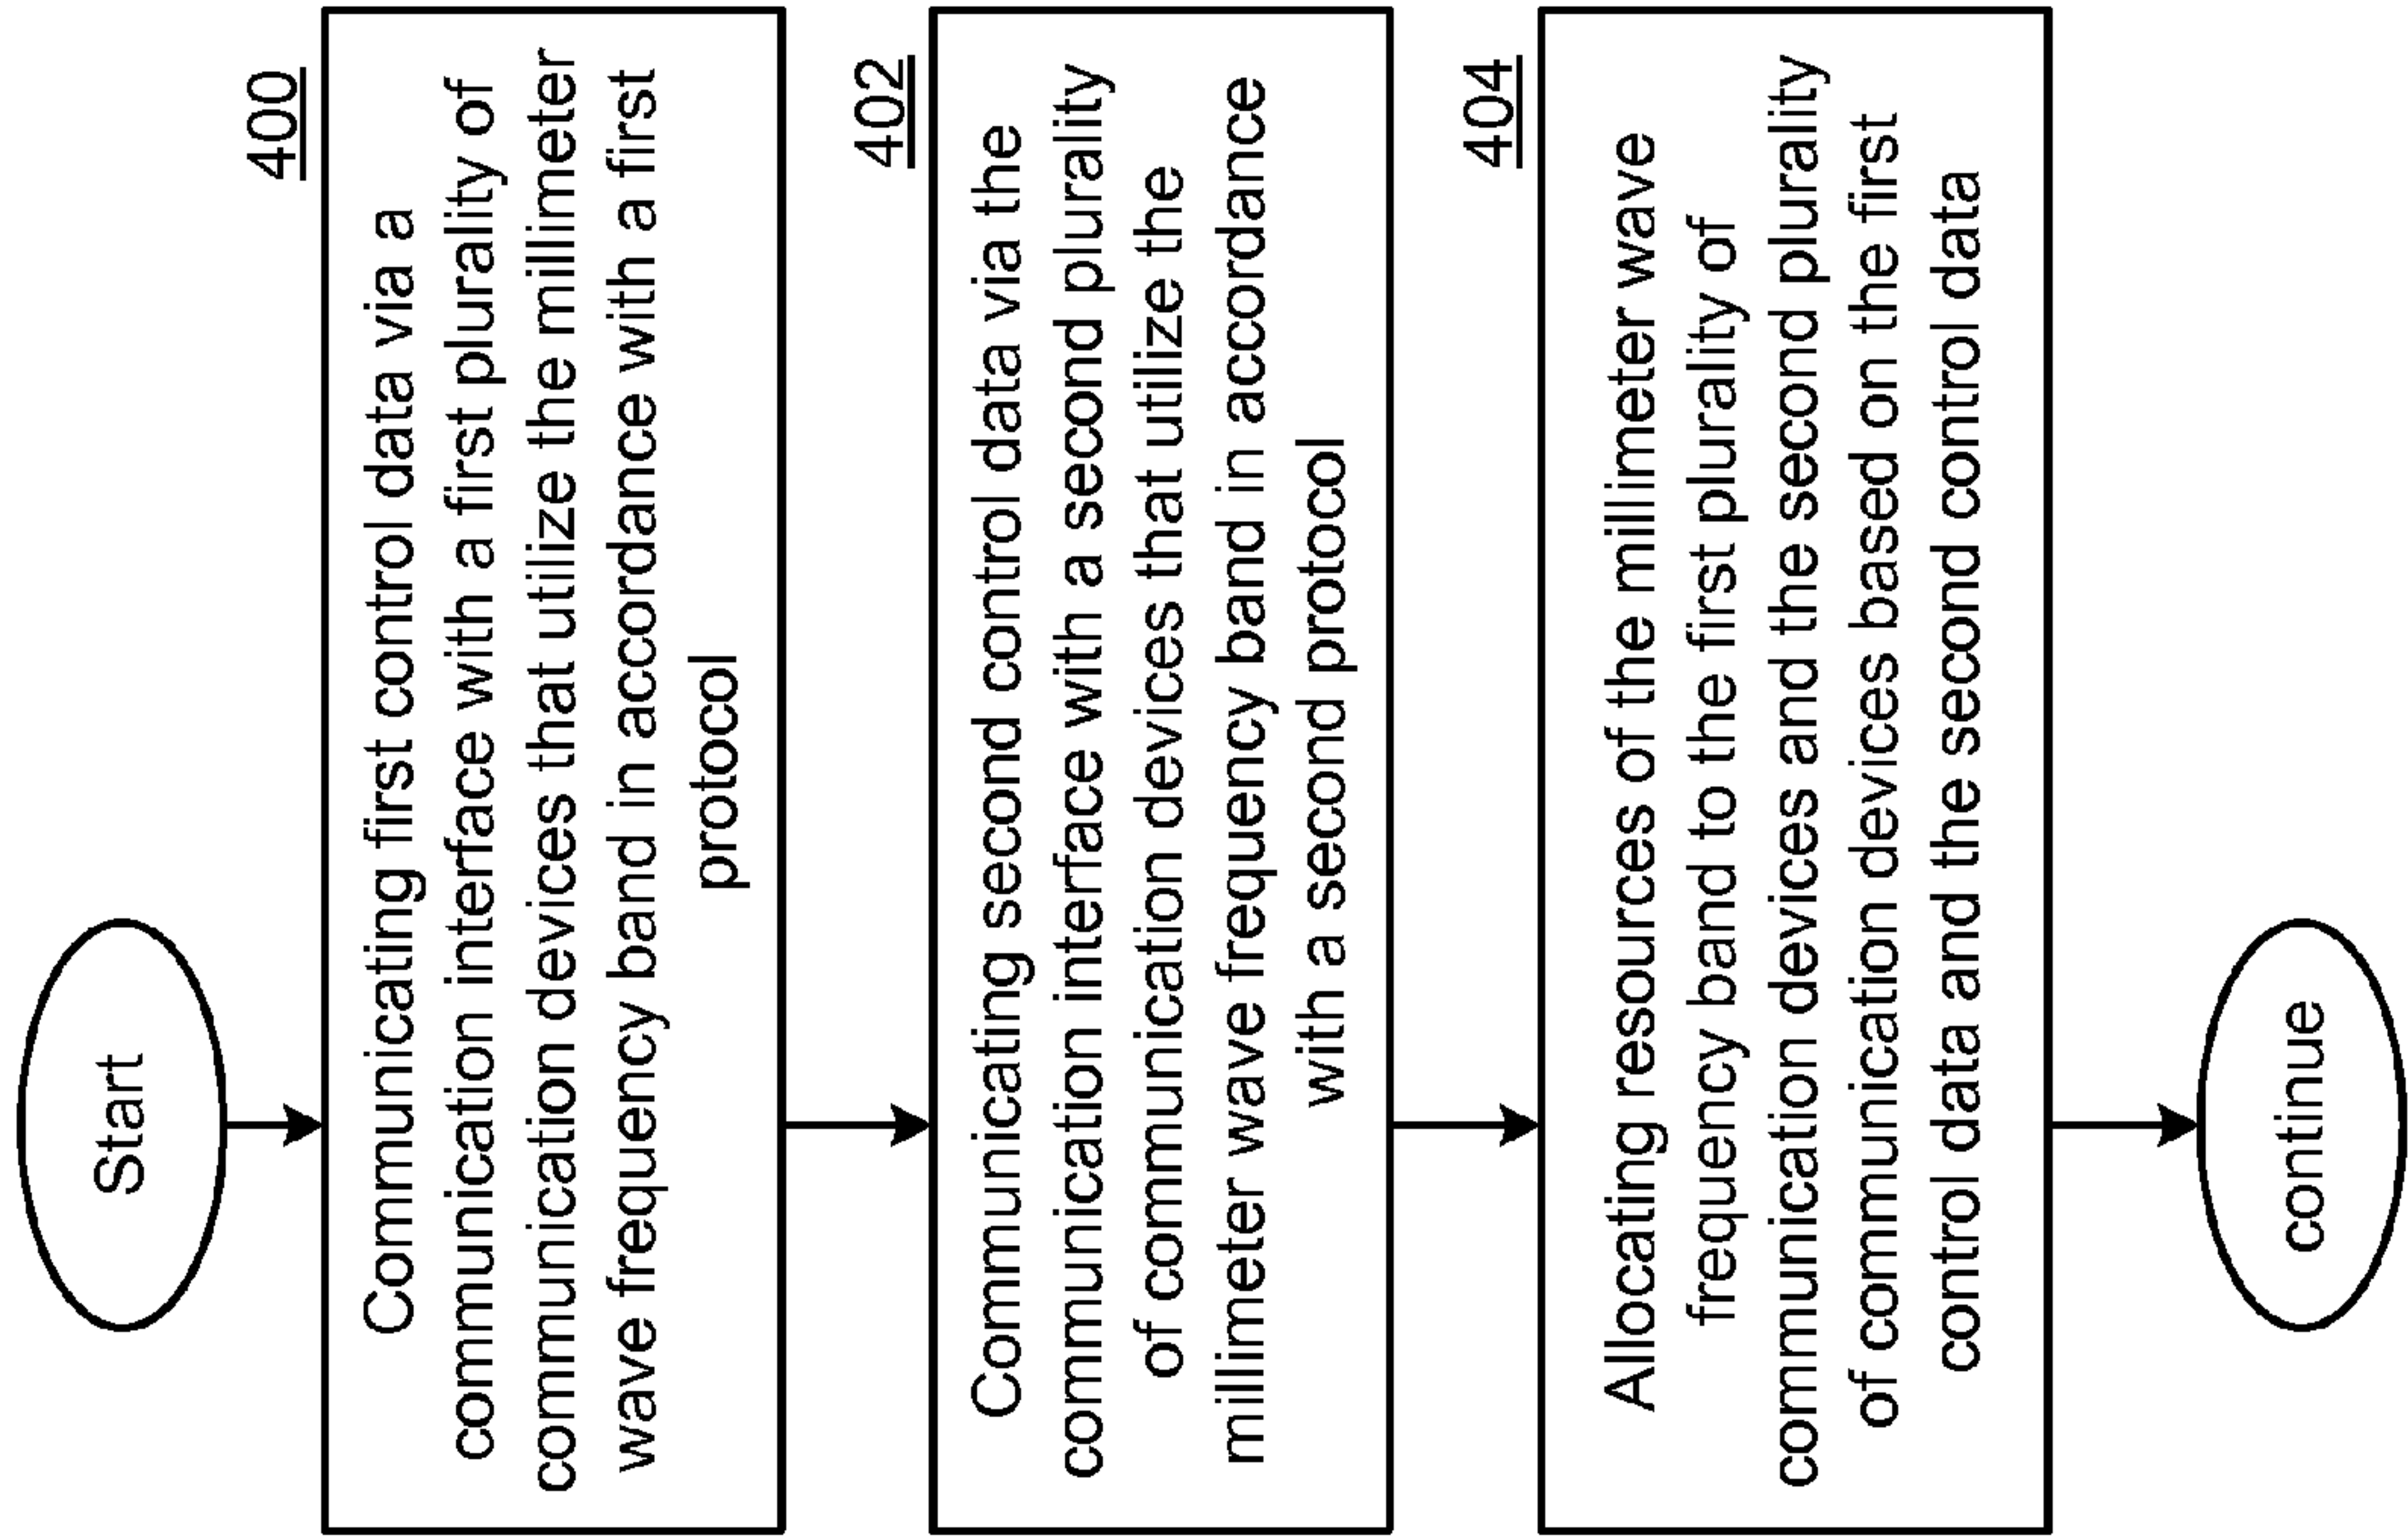 Start
400
Communicating first control data via a
communication interface with a first plurality of
communication devices that utilize the millimeter
wave frequency band in accordance with a first
protocol
402
Communicating second control data via the
communication interface with a second plurality
of communication devices that utilize the
millimeter wave frequency band in accordance
with a second protocol
404
Allocating resources of the millimeter wave
frequency band to the first plurality of
communication devices and the second plurality
of communication devices based on the first
control data and the second control data
continue